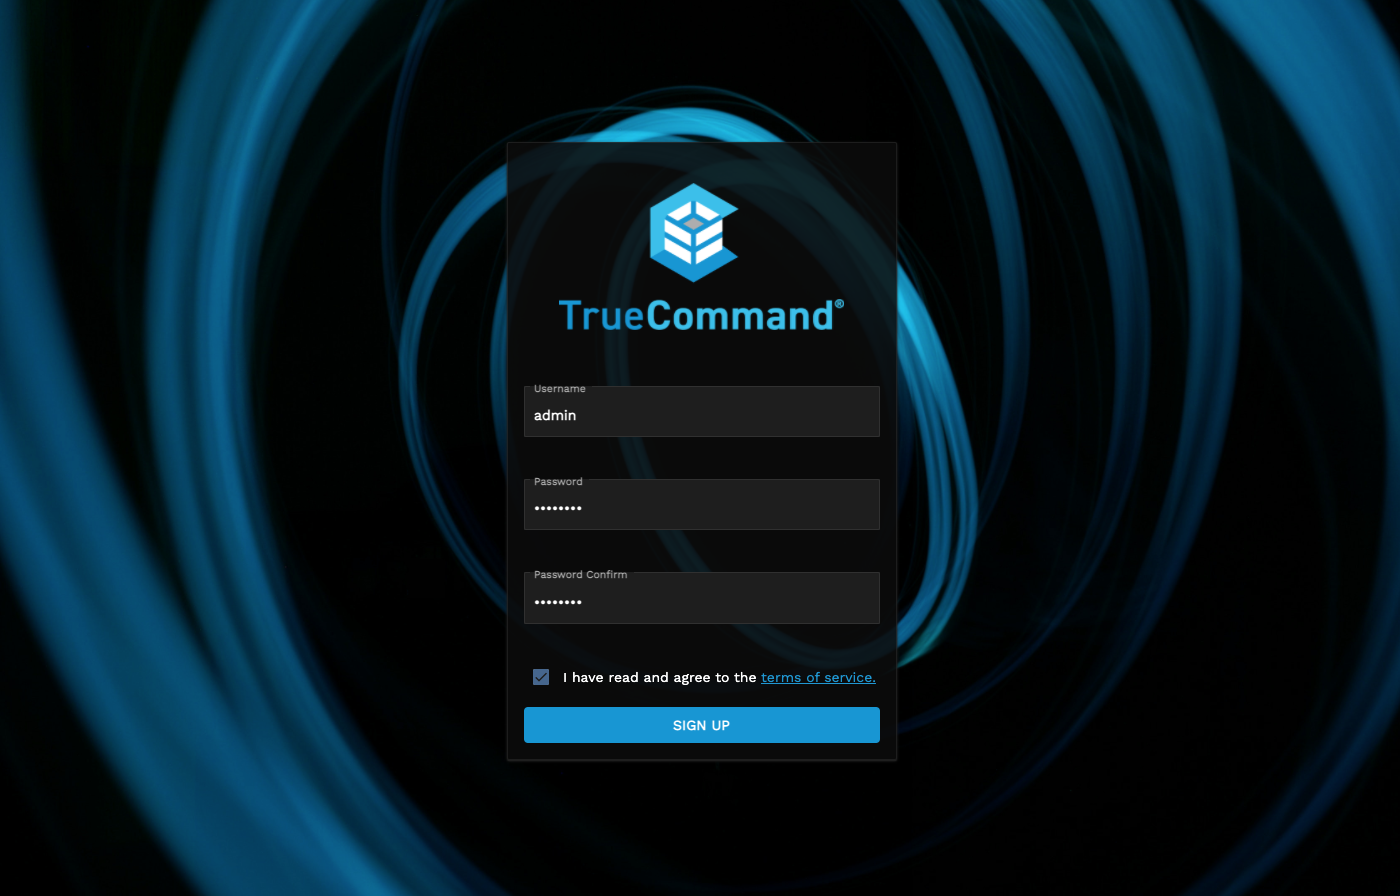 TrueCommand®
Username
admin
Password
••••••••
Password Confirm
••••••••
I have read and agree to the terms of service.
SIGN UP